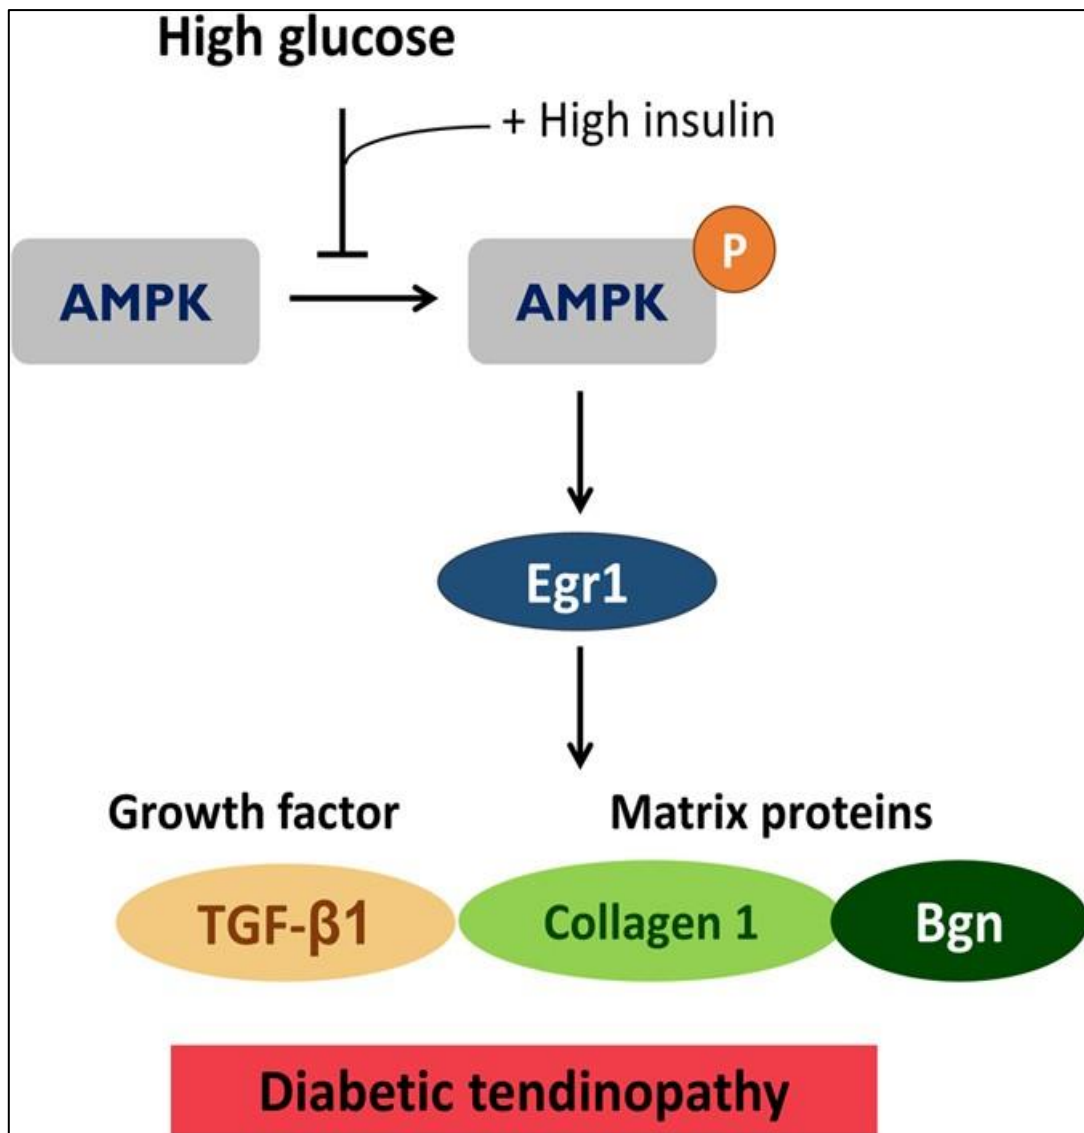 High glucose
+ High insulin
AMPK
AMPK
P
Egr1
Growth factor
Matrix proteins
TGF-β1
Collagen 1
Bgn
Diabetic tendinopathy